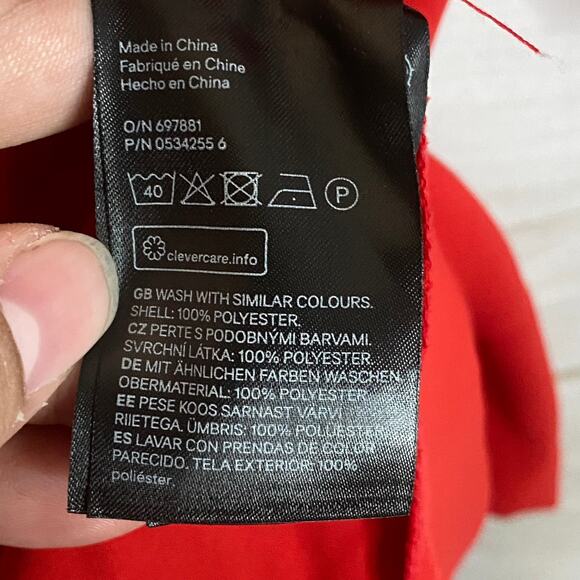 Made in China
Fabriqué en Chine
Hecho en China
O/N 697881
P/N 0534255 6
40
P
clevercare.info
GB WASH WITH SIMILAR COLOURS.
SHELL: 100% POLYESTER.
CZ PERTE S PODOBNÝMI BARVAMI.
SVRCHNÍ LÁTKA: 100% POLYESTER.
DE MIT ÄHNLICHEN FARBEN WASCHEN.
OBERMATERIAL: 100% POLYESTER.
EE PESE KOOS SARNAST VÄRVI
RIIETEGA. ÜMBRIS: 100% POLÜESTER.
ES LAVAR CON PRENDAS DE COLOR
PARECIDO. TELA EXTERIOR: 100%
poliéster.